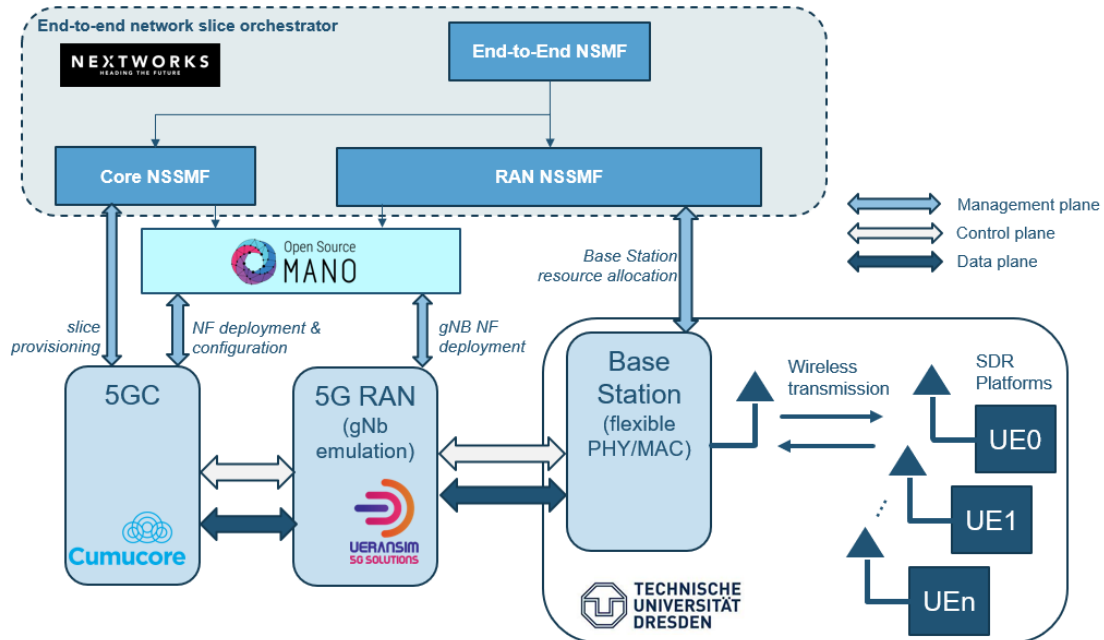 End-to-end network slice orchestrator
NEXTWORKS
HEADING THE FUTURE
End-to-End NSMF
Core NSSMF
RAN NSSMF
Management plane
Control plane
Data plane
Open Source
MANO
Base Station
resource allocation
slice
provisioning
NF deployment &
configuration
gNB NF
deployment
5GC
Cumucore
5G RAN
(gNb
emulation)
UERANSIM
5G SOLUTIONS
Base
Station
(flexible
PHY/MAC)
Wireless
transmission
SDR
Platforms
UE0
UE1
UEn
TECHNISCHE
UNIVERSITÄT
DRESDEN